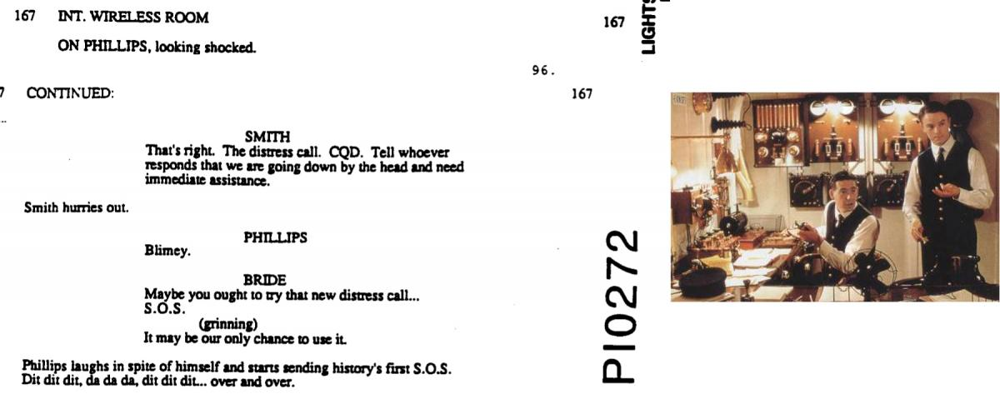 167 INT. WIRELESS ROOM 167
ON PHILLIPS, looking shocked.
96.
7 CONTINUED: 167
...
SMITH
That's right. The distress call. CQD. Tell whoever
responds that we are going down by the head and need
immediate assistance.
Smith hurries out.
PHILLIPS
Blimey.
BRIDE
Maybe you ought to try that new distress call...
S.O.S.
(grinning)
It may be our only chance to use it.
Phillips laughs in spite of himself and starts sending history's first S.O.S.
Dit dit dit, da da da, dit dit dit... over and over.
LIGHTS
PI0272